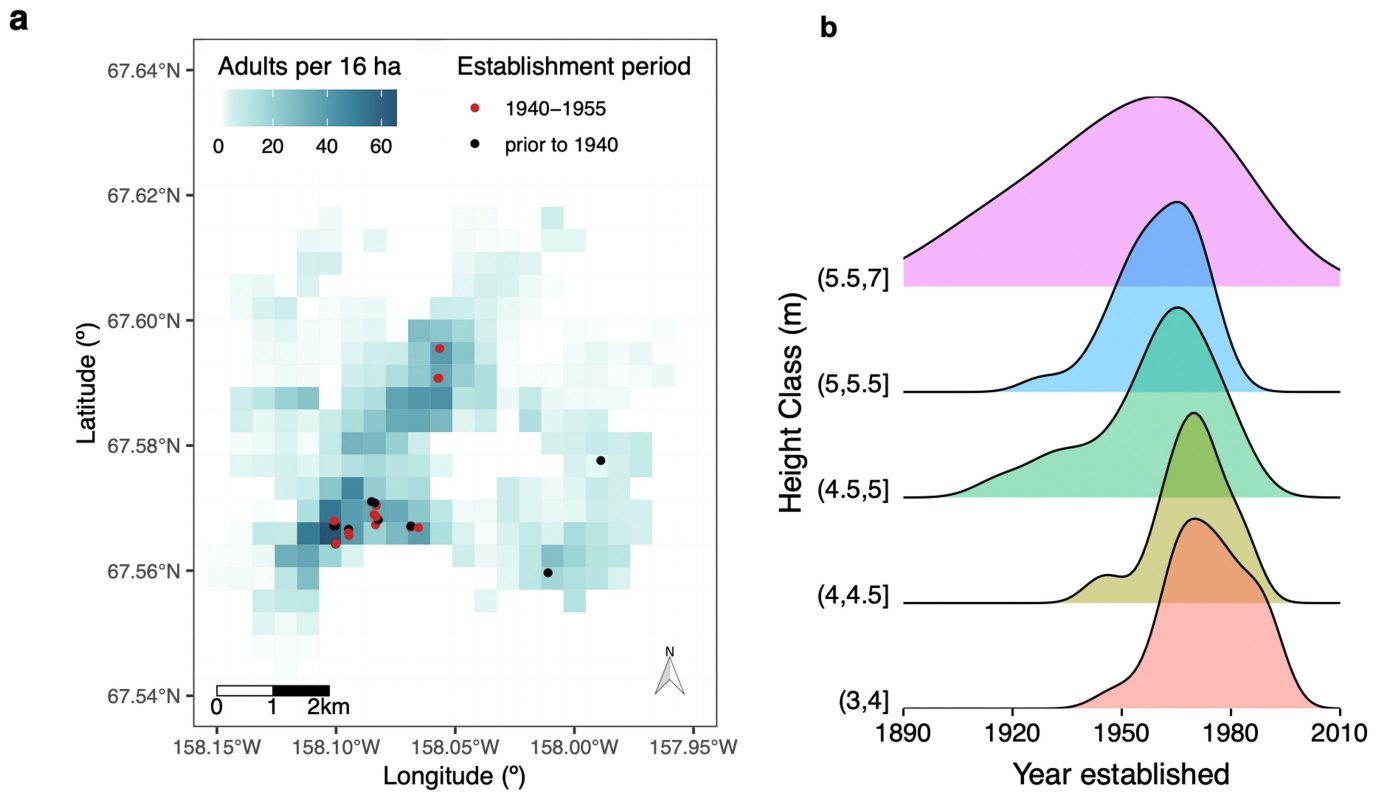 a
Adults per 16 ha
0 20 40 60
Establishment period
1940–1955
prior to 1940
67.64°N
67.62°N
67.60°N
67.58°N
67.56°N
67.54°N
Latitude (º)
N
0 1 2km
158.15°W 158.10°W 158.05°W 158.00°W 157.95°W
Longitude (º)
b
Height Class (m)
(5.5,7]
(5,5.5]
(4.5,5]
(4,4.5]
(3,4]
1890 1920 1950 1980 2010
Year established